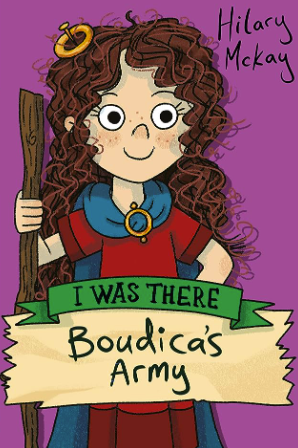 Hilary
McKay
I WAS THERE
Boudica's
Army